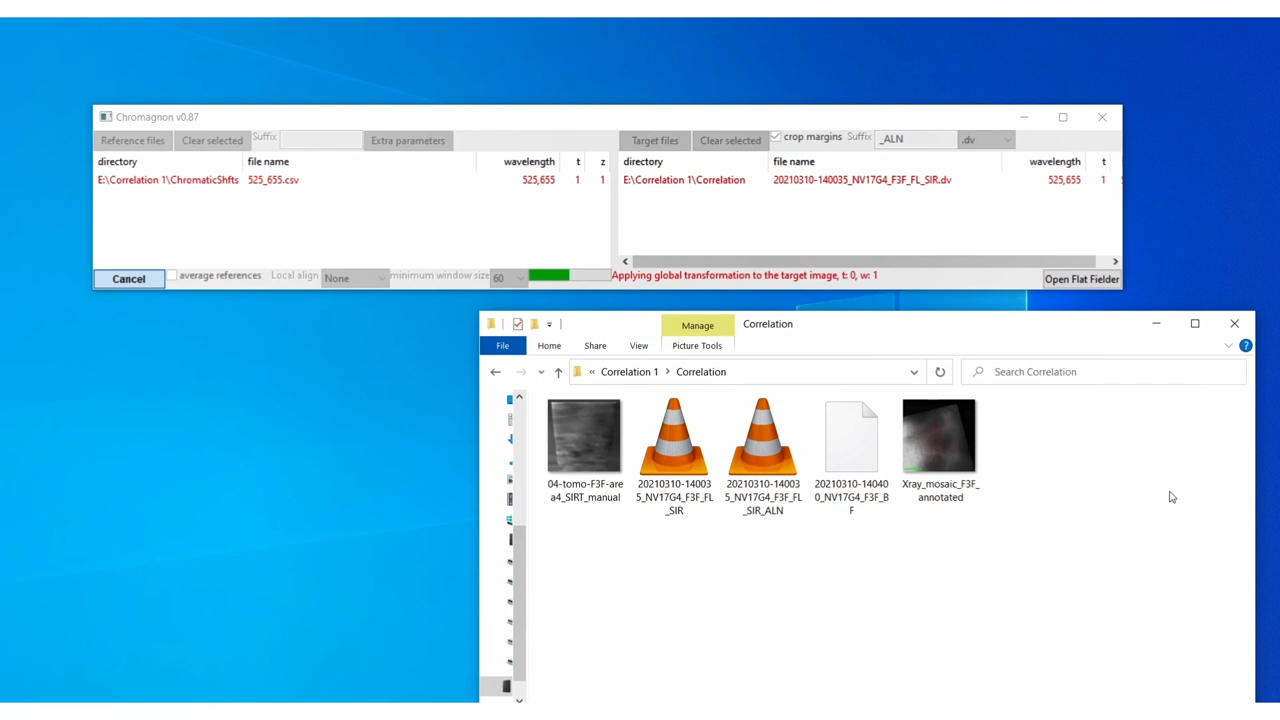 Chromagnon v0.87
Reference files Clear selected Suffix Extra parameters Target files Clear selected crop margins Suffix _ALN .dv
directory file name wavelength t z directory file name wavelength t
E:\Correlation 1\ChromaticShfts 525_655.csv 525,655 1 1 E:\Correlation 1\Correlation 20210310-140035_NV17G4_F3F_FL_SIR.dv 525,655 1
Cancel average references Local align None minimum window size 60 Applying global transformation to the target image, t: 0, w: 1 Open Flat Fielder
Manage Correlation
File Home Share View Picture Tools
« Correlation 1 > Correlation Search Correlation
04-tomo-F3F-are
a4_SIRT_manual
20210310-14003
5_NV17G4_F3F_FL
_SIR
20210310-14003
5_NV17G4_F3F_FL
_SIR_ALN
20210310-14040
0_NV17G4_F3F_B
F
Xray_mosaic_F3F_
annotated